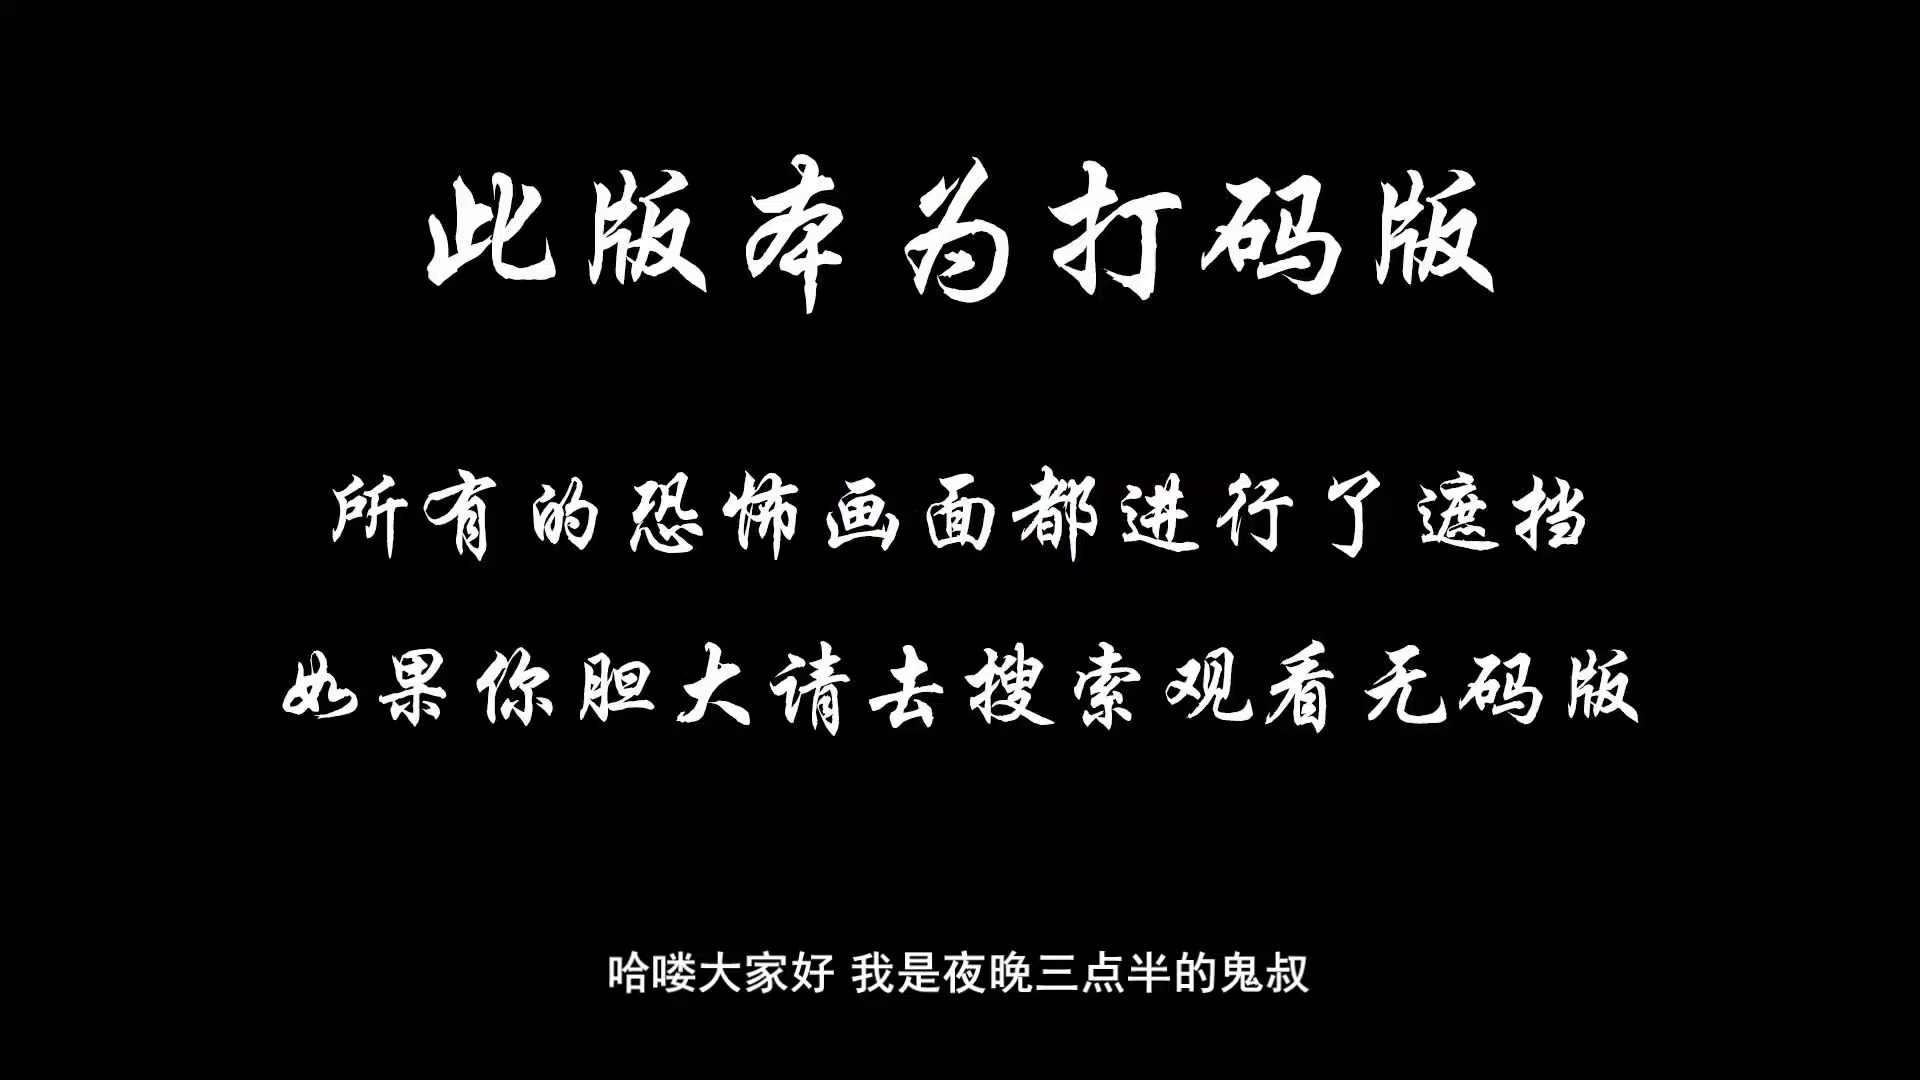 此版本为打码版
所有的恐怖画面都进行了遮挡
如果你胆大请去搜索观看无码版
哈喽大家好 我是夜晚三点半的鬼叔